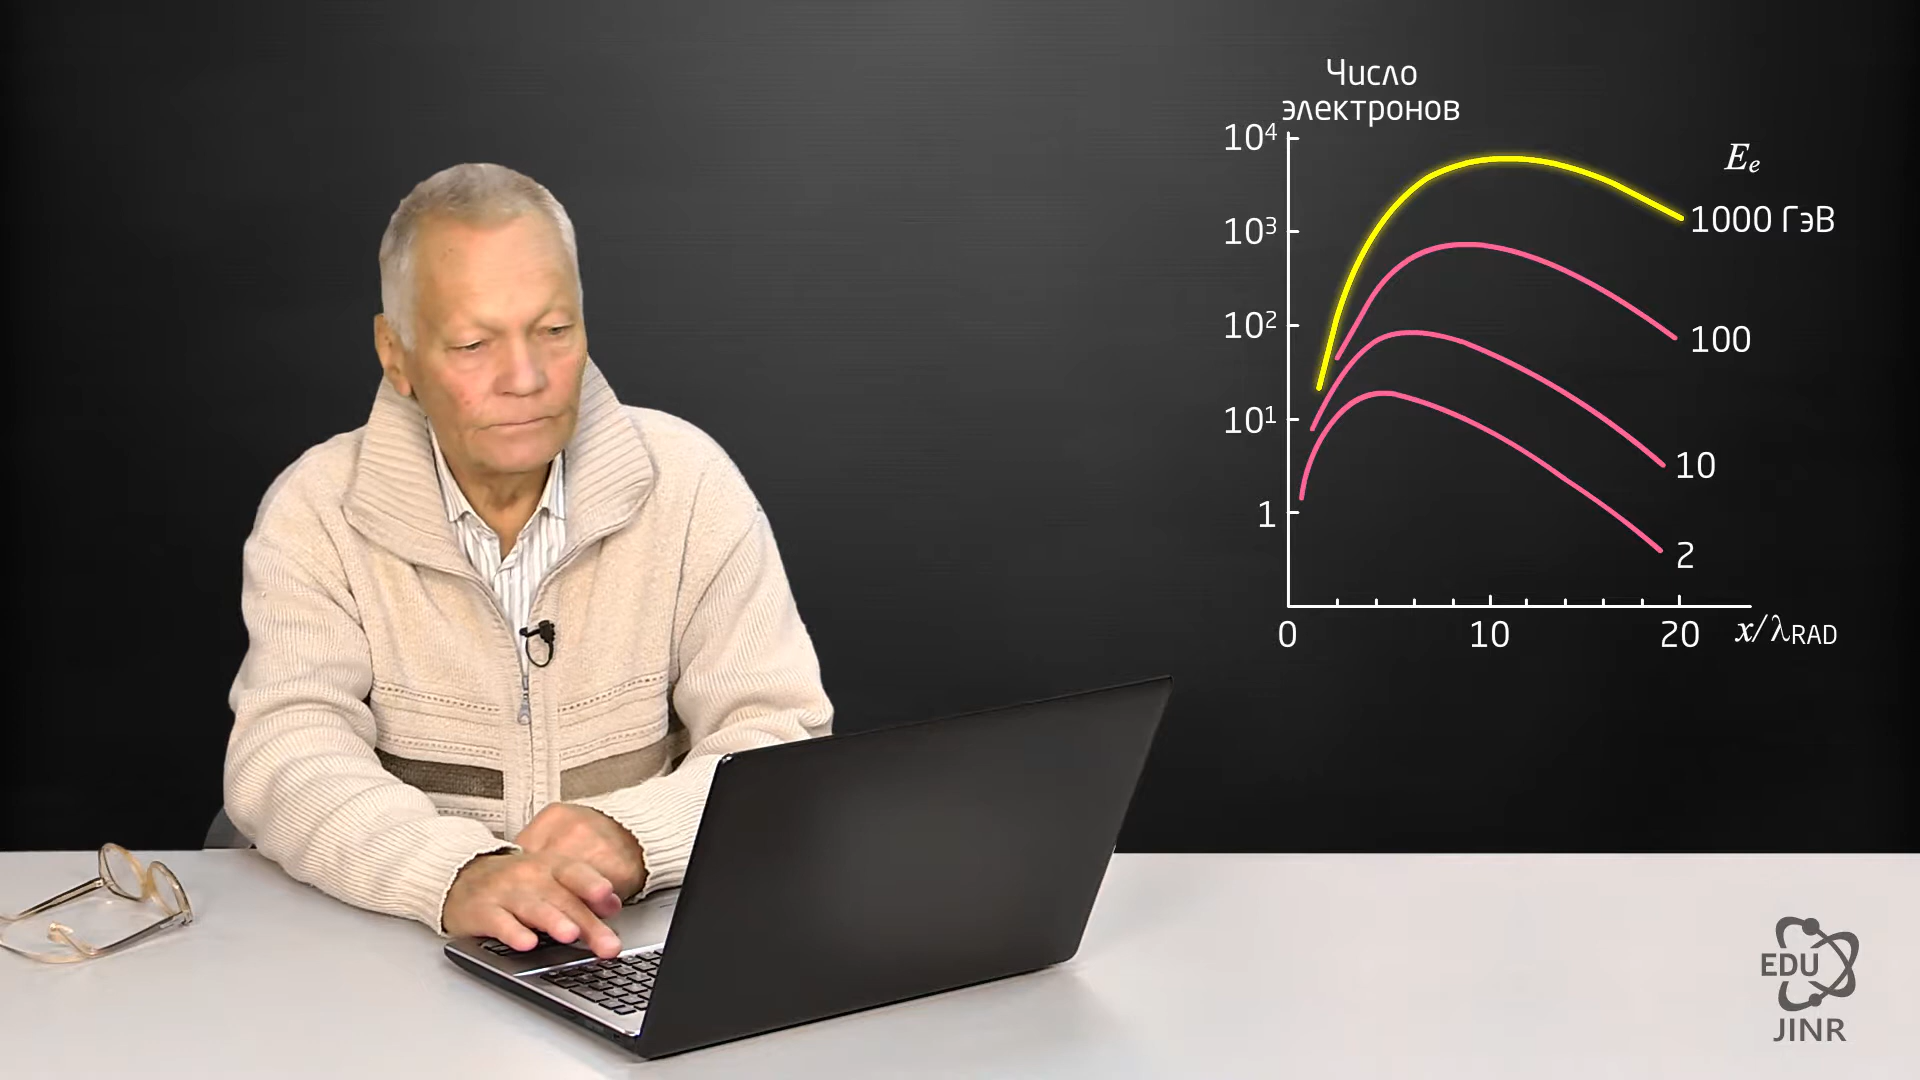 Число
электронов
10⁴
E_e
1000 ГэВ
10³
10²
100
10¹
10
1
2
0 10 20 x/λ_RAD
EDU
JINR